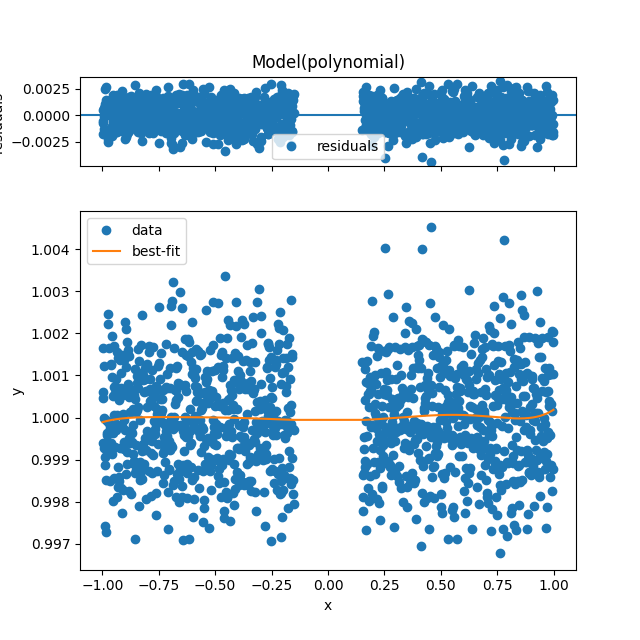 Model(polynomial)
0.0025
0.0000
−0.0025
residuals
residuals
data
best-fit
1.004
1.003
1.002
1.001
1.000
0.999
0.998
0.997
y
−1.00 −0.75 −0.50 −0.25 0.00 0.25 0.50 0.75 1.00
x